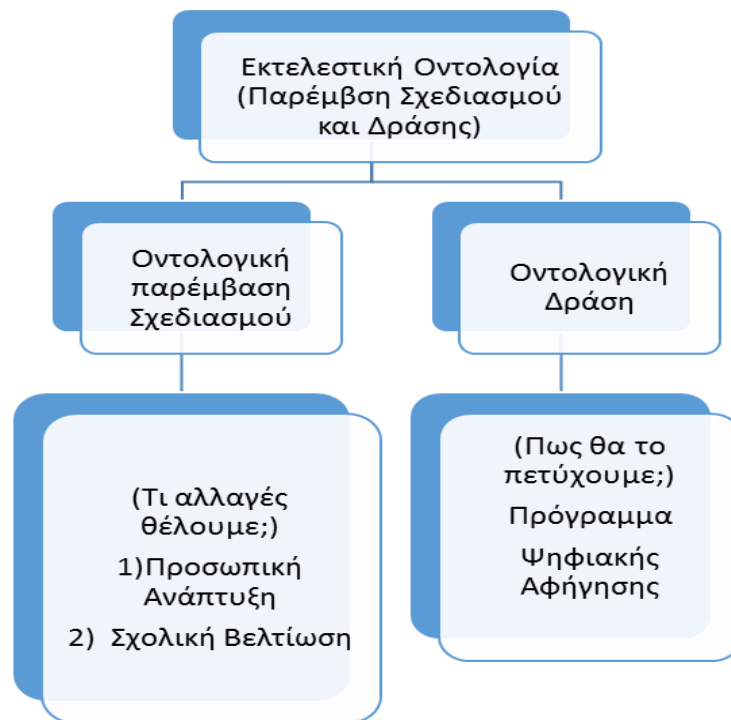 Εκτελεστική Οντολογία
(Παρέμβση Σχεδιασμού
και Δράσης)
Οντολογική
παρέμβαση
Σχεδιασμού
Οντολογική
Δράση
(Τι αλλαγές
θέλουμε;)
1)Προσωπική
Ανάπτυξη
2) Σχολική Βελτίωση
(Πως θα το
πετύχουμε;)
Πρόγραμμα
Ψηφιακής
Αφήγησης